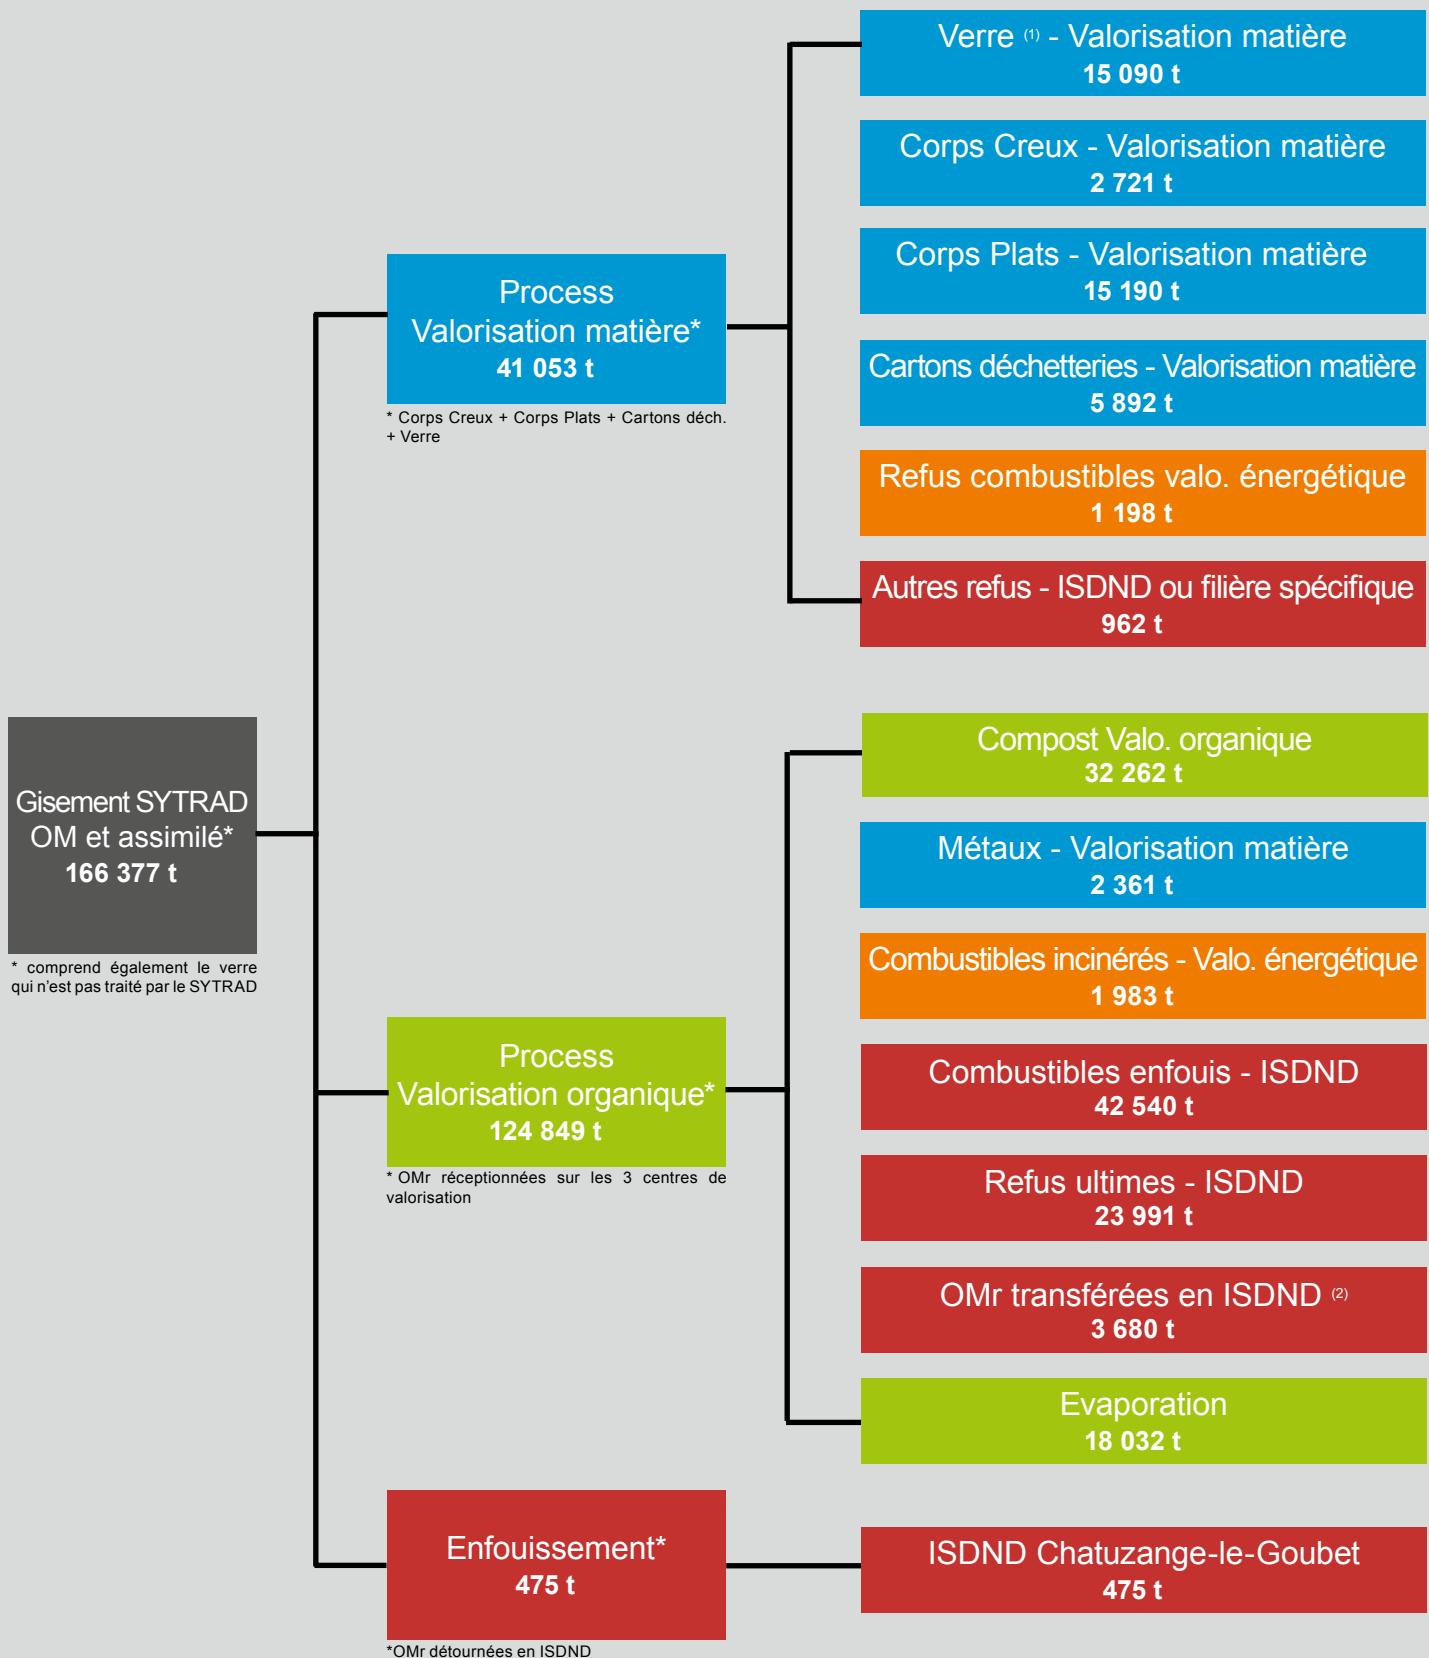 Gisement SYTRAD
OM et assimilé*
166 377 t
* comprend également le verre
qui n'est pas traité par le SYTRAD
Process
Valorisation matière*
41 053 t
* Corps Creux + Corps Plats + Cartons déch.
+ Verre
Verre (1) - Valorisation matière
15 090 t
Corps Creux - Valorisation matière
2 721 t
Corps Plats - Valorisation matière
15 190 t
Cartons déchetteries - Valorisation matière
5 892 t
Refus combustibles valo. énergétique
1 198 t
Autres refus - ISDND ou filière spécifique
962 t
Process
Valorisation organique*
124 849 t
* OMr réceptionnées sur les 3 centres de
valorisation
Compost Valo. organique
32 262 t
Métaux - Valorisation matière
2 361 t
Combustibles incinérés - Valo. énergétique
1 983 t
Combustibles enfouis - ISDND
42 540 t
Refus ultimes - ISDND
23 991 t
OMr transférées en ISDND (2)
3 680 t
Evaporation
18 032 t
Enfouissement*
475 t
*OMr détournées en ISDND
ISDND Chatuzange-le-Goubet
475 t